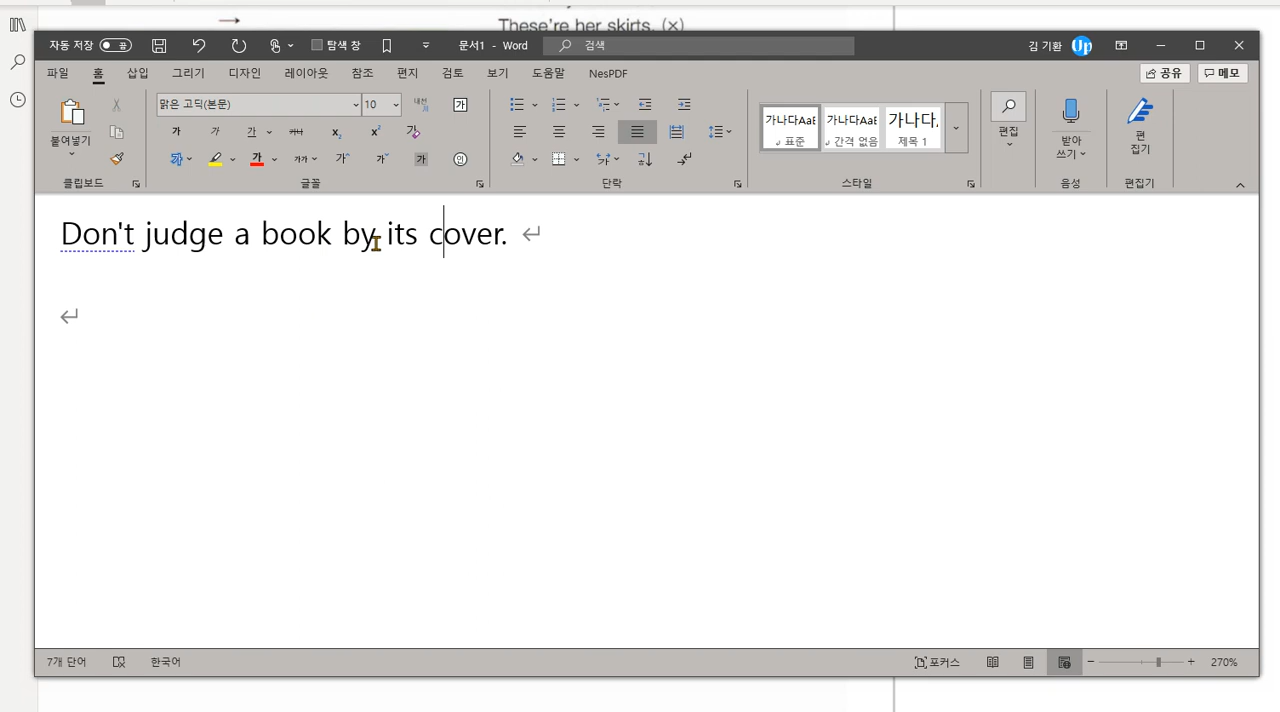 These're her skirts. (×)
자동 저장 끔 탐색 창 문서1 - Word 검색 김 기환 Up
파일 홈 삽입 그리기 디자인 레이아웃 참조 편지 검토 보기 도움말 NesPDF 공유 메모
붙여넣기 맑은 고딕(본문) 10 가나다AaB 가나다AaB 가나다. 편집 받아쓰기 편집기
표준 간격 없음 제목 1
클립보드 글꼴 단락 스타일 음성 편집기
Don't judge a book by its cover.
7개 단어 한국어 포커스 270%